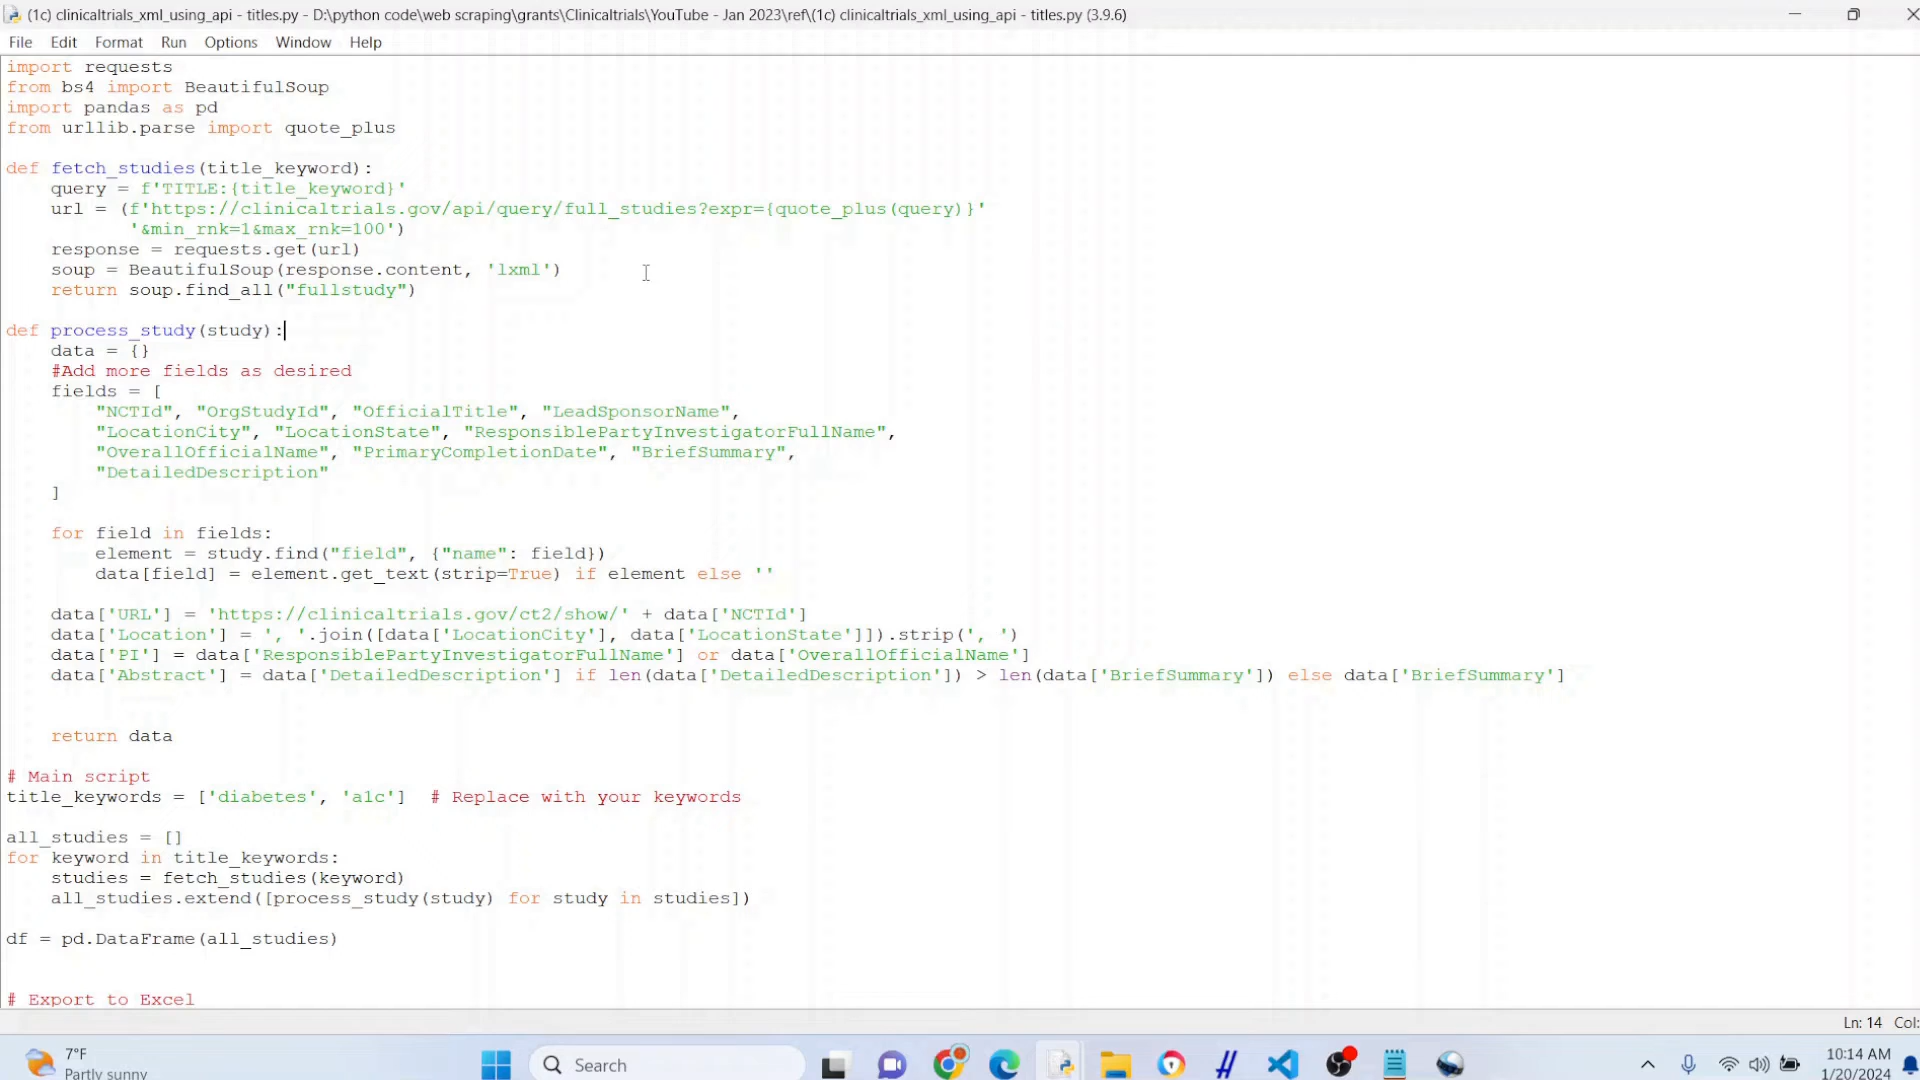 (1c) clinicaltrials_xml_using_api - titles.py - D:\python code\web scraping\grants\Clinicaltrials\YouTube - Jan 2023\ref\(1c) clinicaltrials_xml_using_api - titles.py (3.9.6)
File Edit Format Run Options Window Help
import requests
from bs4 import BeautifulSoup
import pandas as pd
from urllib.parse import quote_plus
def fetch_studies(title_keyword):
    query = f'TITLE:{title_keyword}'
    url = (f'https://clinicaltrials.gov/api/query/full_studies?expr={quote_plus(query)}'
           '&min_rnk=1&max_rnk=100')
    response = requests.get(url)
    soup = BeautifulSoup(response.content, 'lxml')
    return soup.find_all("fullstudy")
def process_study(study):
    data = {}
    #Add more fields as desired
    fields = [
        "NCTId", "OrgStudyId", "OfficialTitle", "LeadSponsorName",
        "LocationCity", "LocationState", "ResponsiblePartyInvestigatorFullName",
        "OverallOfficialName", "PrimaryCompletionDate", "BriefSummary",
        "DetailedDescription"
    ]
    for field in fields:
        element = study.find("field", {"name": field})
        data[field] = element.get_text(strip=True) if element else ''
    data['URL'] = 'https://clinicaltrials.gov/ct2/show/' + data['NCTId']
    data['Location'] = ', '.join([data['LocationCity'], data['LocationState']]).strip(', ')
    data['PI'] = data['ResponsiblePartyInvestigatorFullName'] or data['OverallOfficialName']
    data['Abstract'] = data['DetailedDescription'] if len(data['DetailedDescription']) > len(data['BriefSummary']) else data['BriefSummary']
    return data
# Main script
title_keywords = ['diabetes', 'a1c']  # Replace with your keywords
all_studies = []
for keyword in title_keywords:
    studies = fetch_studies(keyword)
    all_studies.extend([process_study(study) for study in studies])
df = pd.DataFrame(all_studies)
# Export to Excel
Ln: 14 Col:
7°F
Partly sunny
Search
10:14 AM
1/20/2024